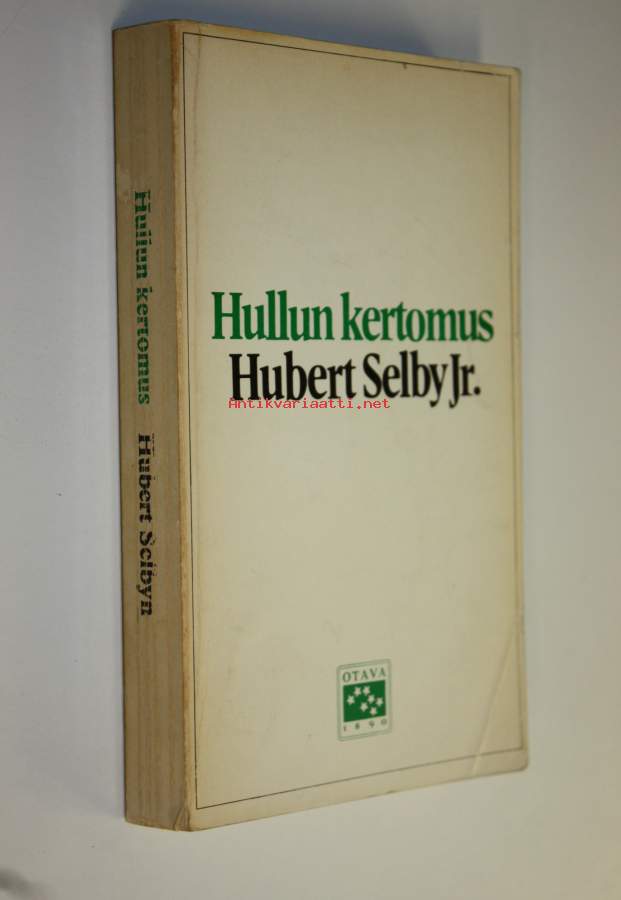 Hullun kertomus
Hubert Selby Jr.
Antikvariaatti.net
OTAVA
1890
Hullun kertomus Hubert Selbyn